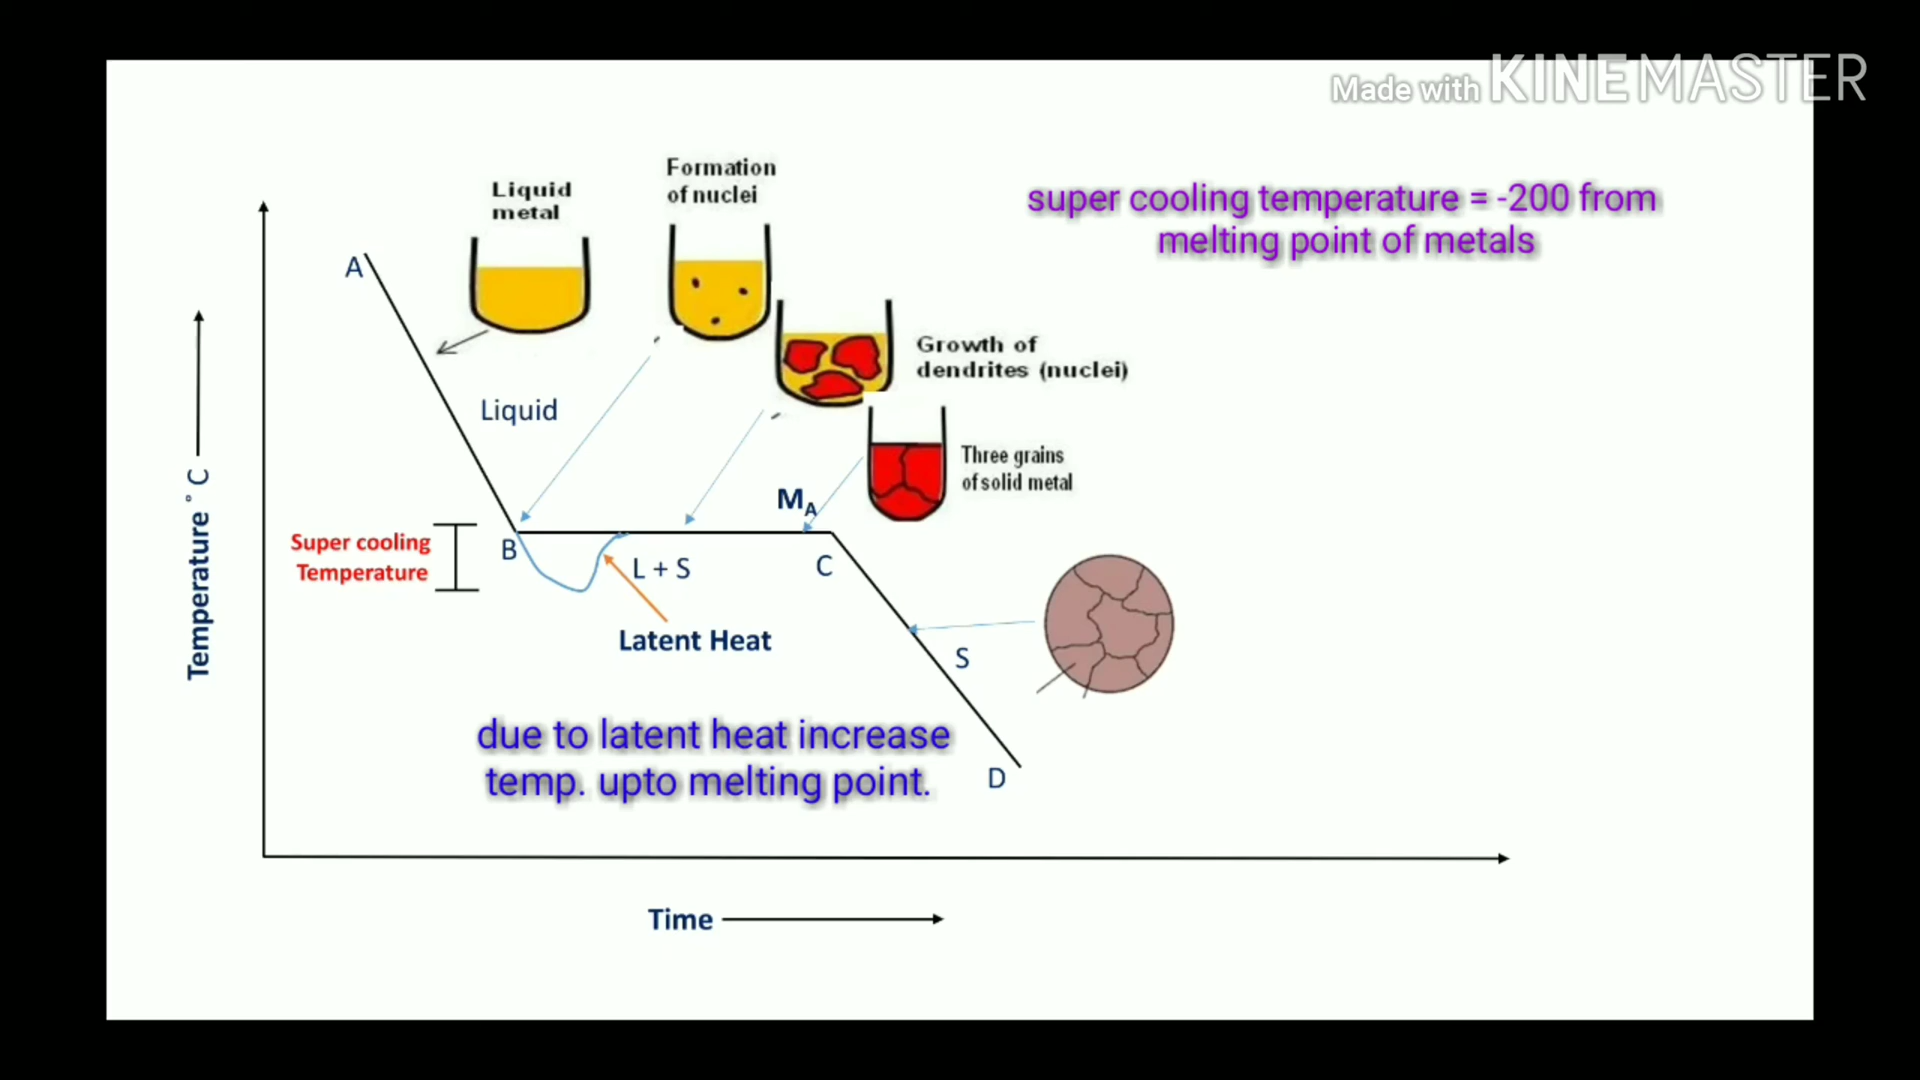 Made with KINEMASTER
Formation
of nuclei
Liquid
metal
super cooling temperature = -200 from
melting point of metals
A
Growth of
dendrites (nuclei)
Liquid
Three grains
of solid metal
MA
Super cooling
Temperature
B
L + S
C
Latent Heat
S
Temperature °C
due to latent heat increase
temp. upto melting point.
D
Time